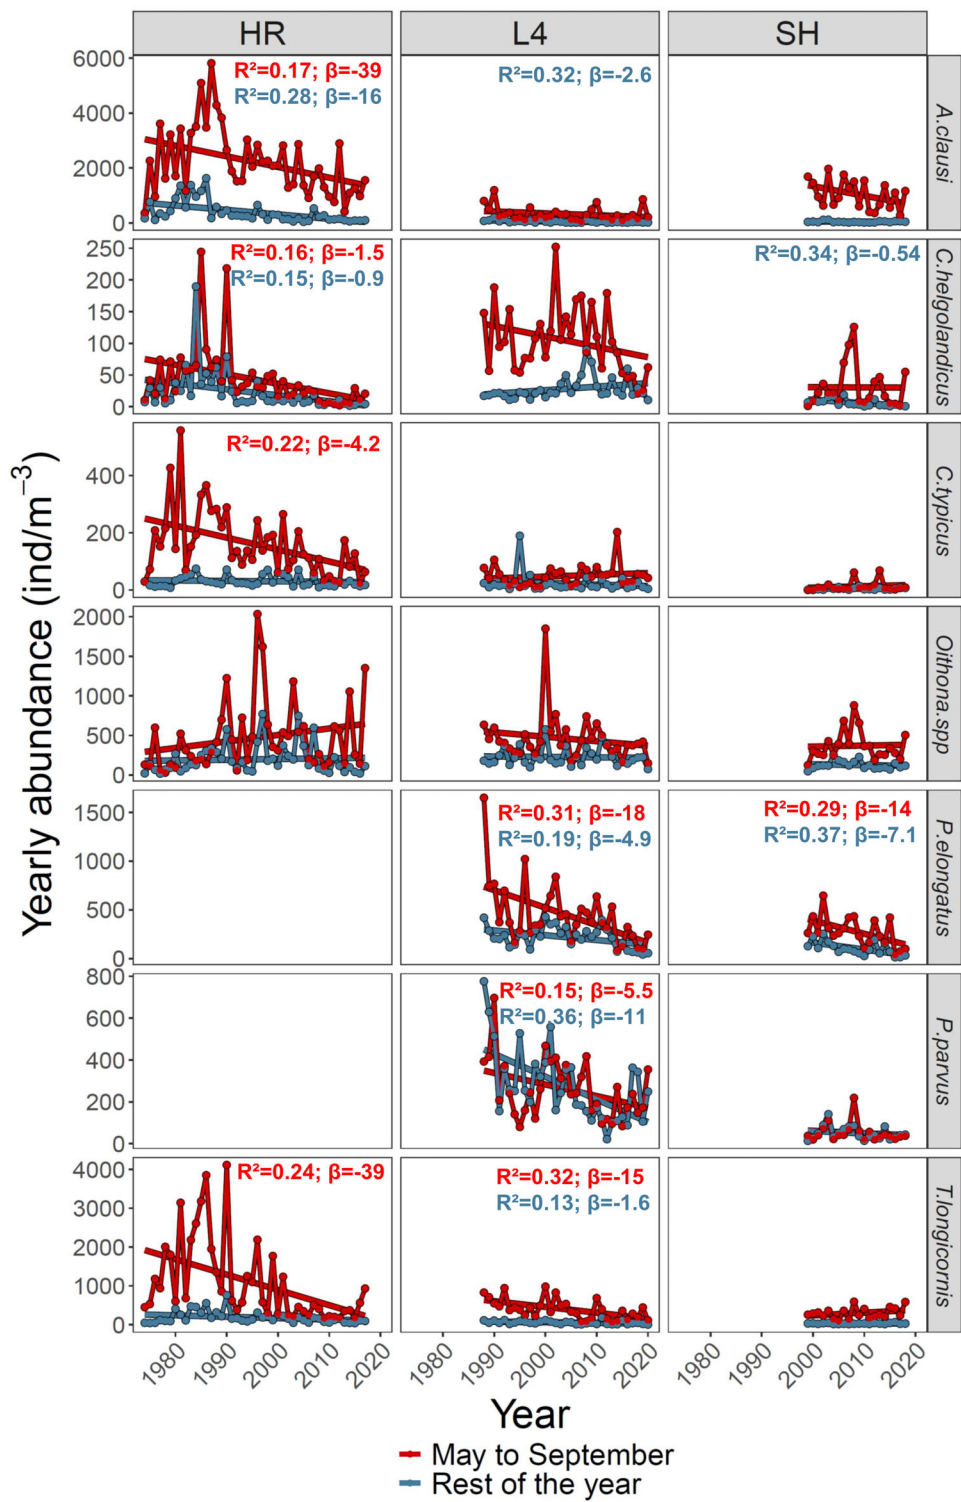 HR L4 SH
6000
4000
2000
0
R²=0.17; β=-39
R²=0.28; β=-16
R²=0.32; β=-2.6
A.clausi
250
200
150
100
50
0
R²=0.16; β=-1.5
R²=0.15; β=-0.9
R²=0.34; β=-0.54
C.helgolandicus
400
200
0
R²=0.22; β=-4.2
C.typicus
2000
1500
1000
500
0
Oithona.spp
1500
1000
500
0
R²=0.31; β=-18
R²=0.19; β=-4.9
R²=0.29; β=-14
R²=0.37; β=-7.1
P.elongatus
800
600
400
200
0
R²=0.15; β=-5.5
R²=0.36; β=-11
P.parvus
4000
3000
2000
1000
0
R²=0.24; β=-39
R²=0.32; β=-15
R²=0.13; β=-1.6
T.longicornis
Yearly abundance (ind/m⁻³)
1980 1990 2000 2010 2020
1980 1990 2000 2010 2020
1980 1990 2000 2010 2020
Year
May to September
Rest of the year